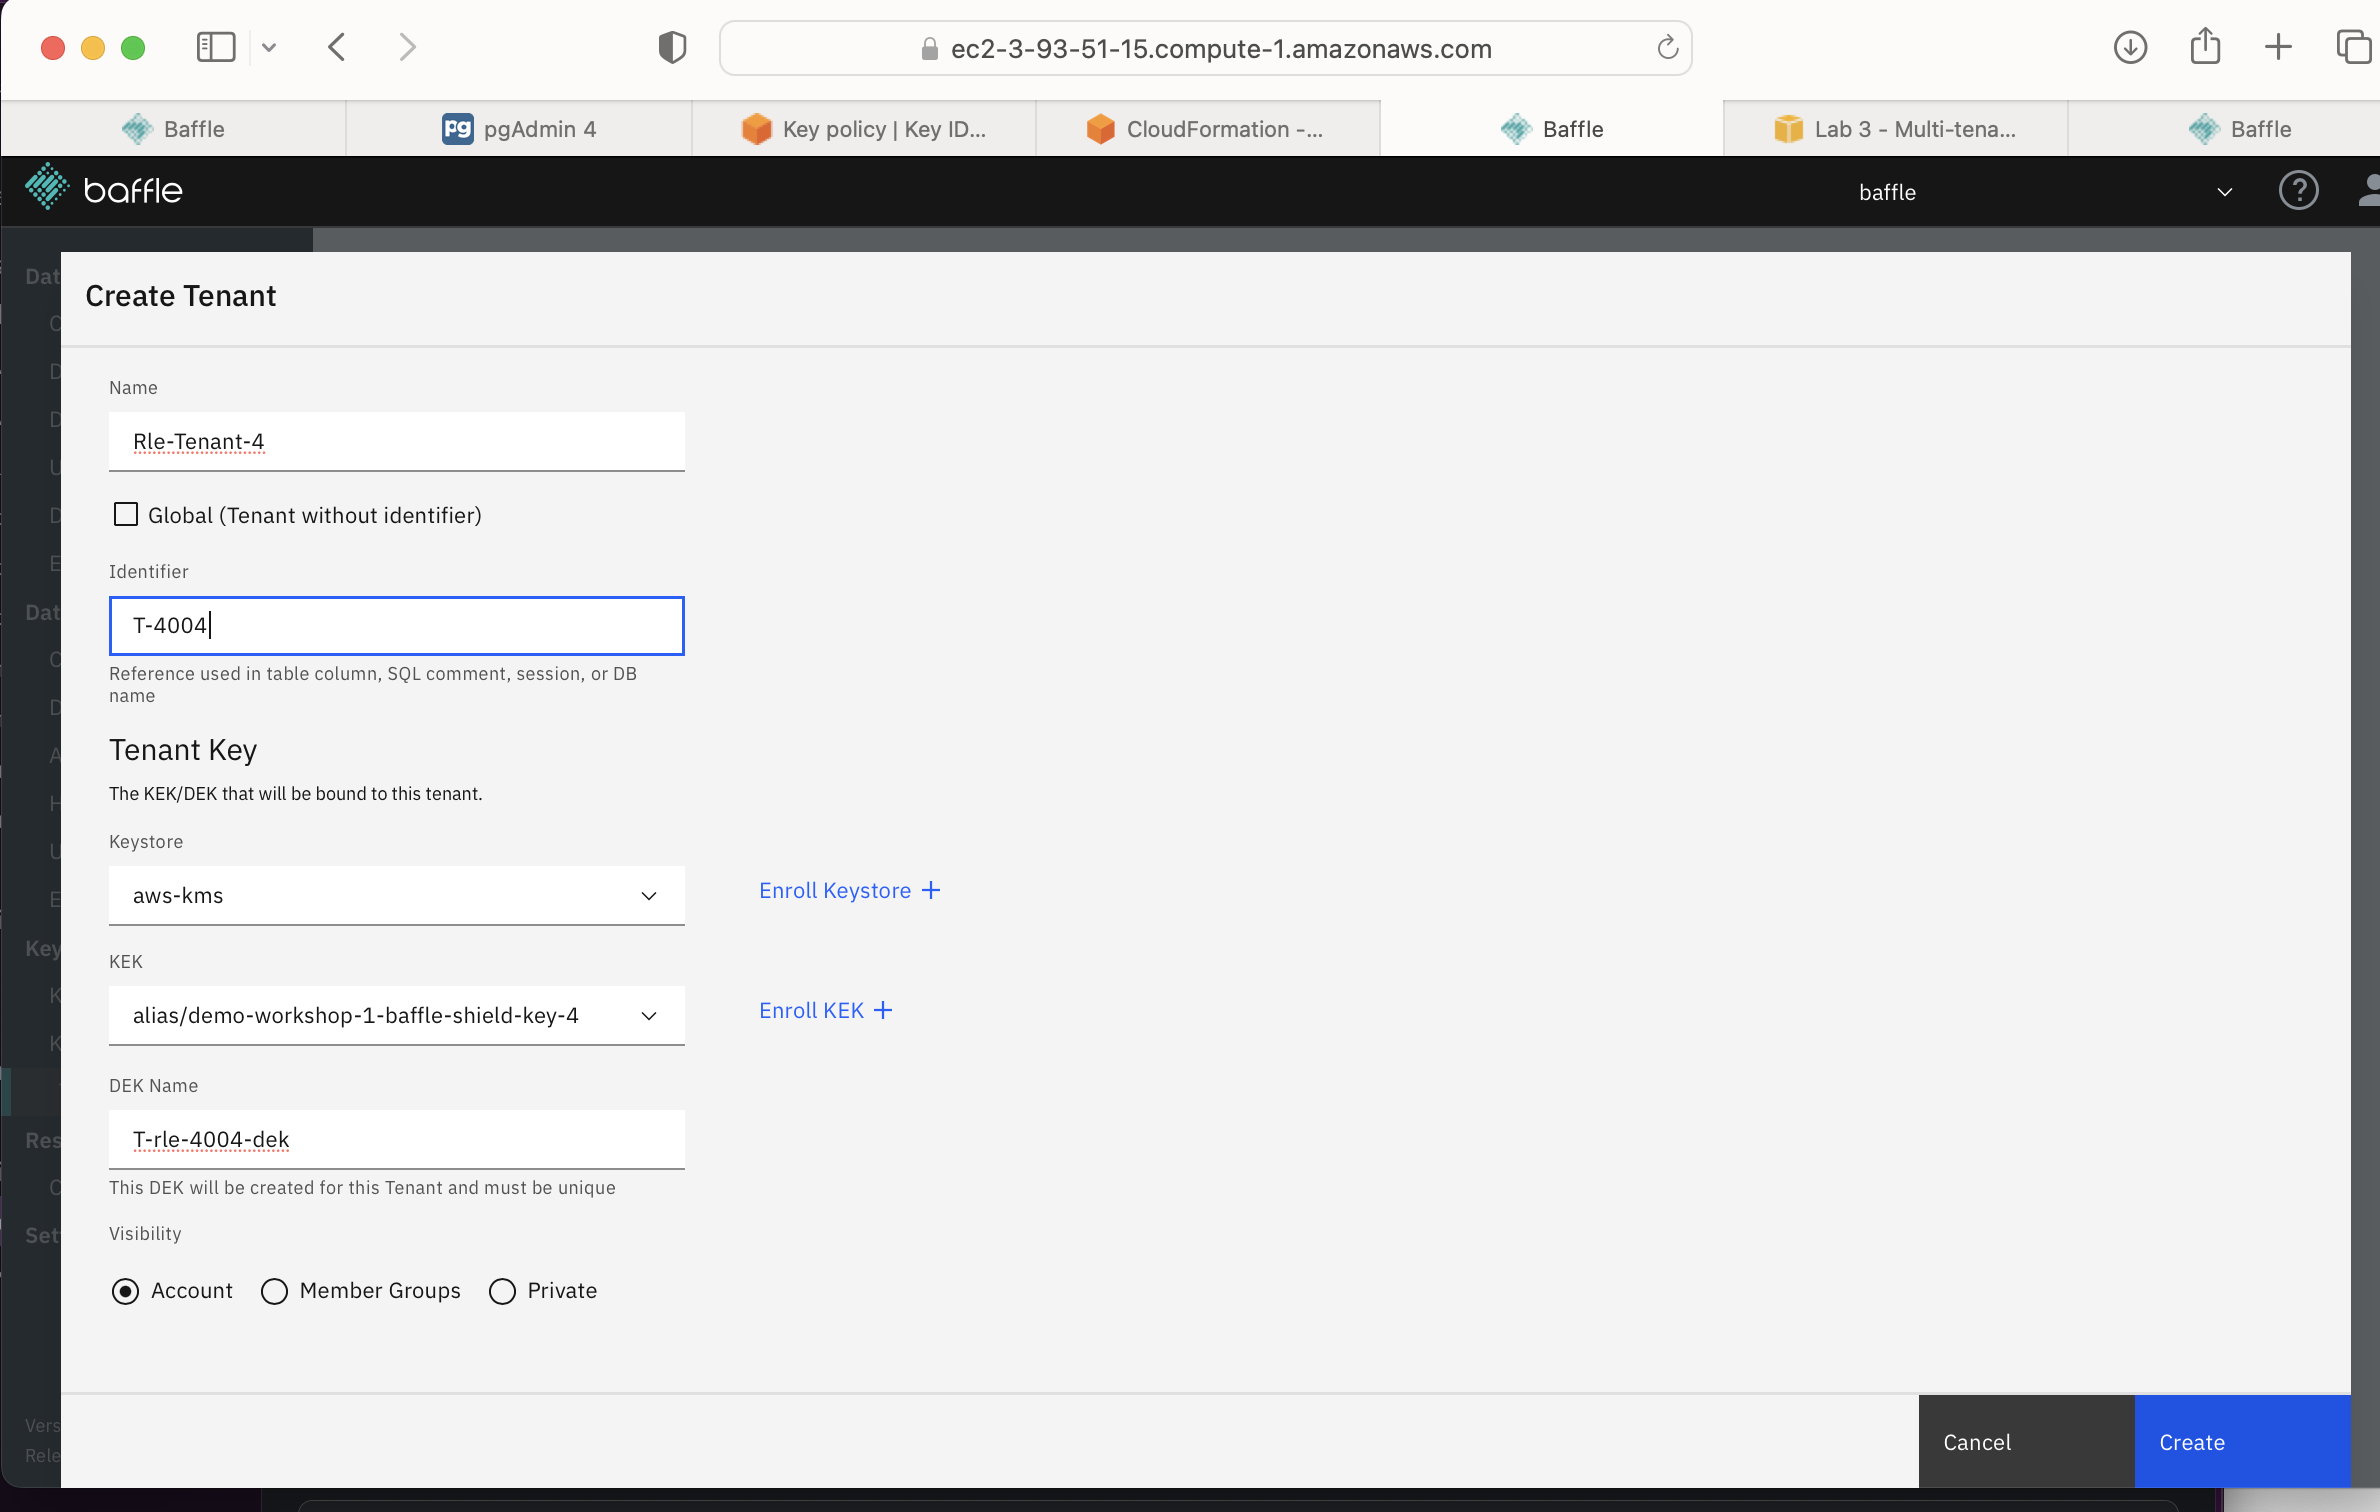 ec2-3-93-51-15.compute-1.amazonaws.com
Baffle
pgAdmin 4
Key policy | Key ID...
CloudFormation -...
Baffle
Lab 3 - Multi-tena...
Baffle
baffle
baffle
Create Tenant
Name
Rle-Tenant-4
Global (Tenant without identifier)
Identifier
T-4004
Reference used in table column, SQL comment, session, or DB
name
Tenant Key
The KEK/DEK that will be bound to this tenant.
Keystore
aws-kms
Enroll Keystore +
KEK
alias/demo-workshop-1-baffle-shield-key-4
Enroll KEK +
DEK Name
T-rle-4004-dek
This DEK will be created for this Tenant and must be unique
Visibility
Account
Member Groups
Private
Cancel
Create